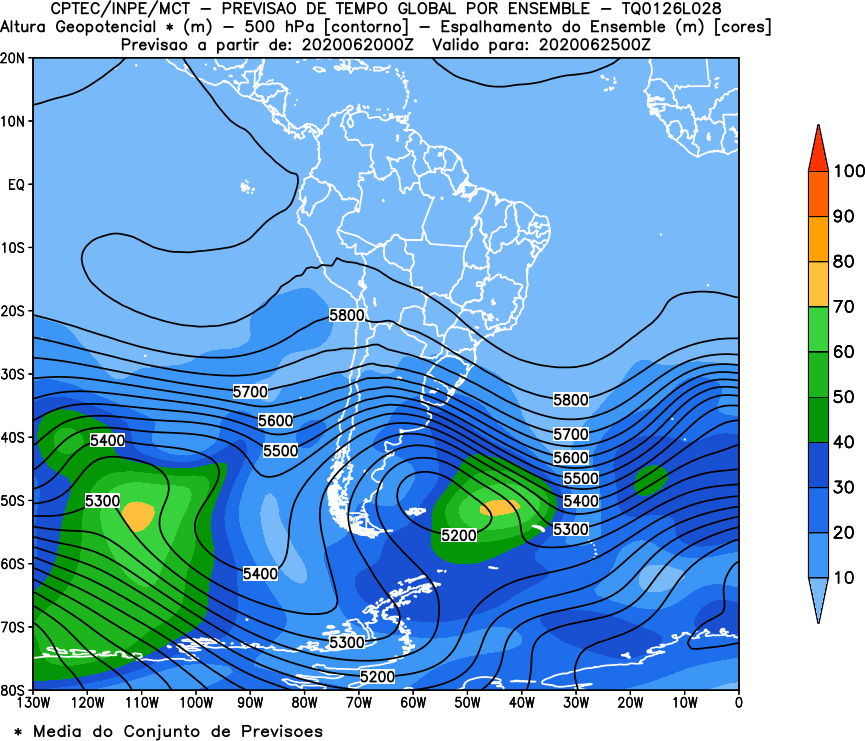 CPTEC/INPE/MCT – PREVISAO DE TEMPO GLOBAL POR ENSEMBLE – TQ0126L028
Altura Geopotencial * (m) – 500 hPa [contorno] – Espalhamento do Ensemble (m) [cores]
Previsao a partir de: 2020062000Z Valido para: 2020062500Z
20N
10N
EQ
10S
20S
30S
40S
50S
60S
70S
80S
5800
5700
5600
5500
5400
5300
5400
5300
5200
5800
5700
5600
5500
5400
5300
5200
100
90
80
70
60
50
40
30
20
10
130W 120W 110W 100W 90W 80W 70W 60W 50W 40W 30W 20W 10W 0
* Media do Conjunto de Previsoes